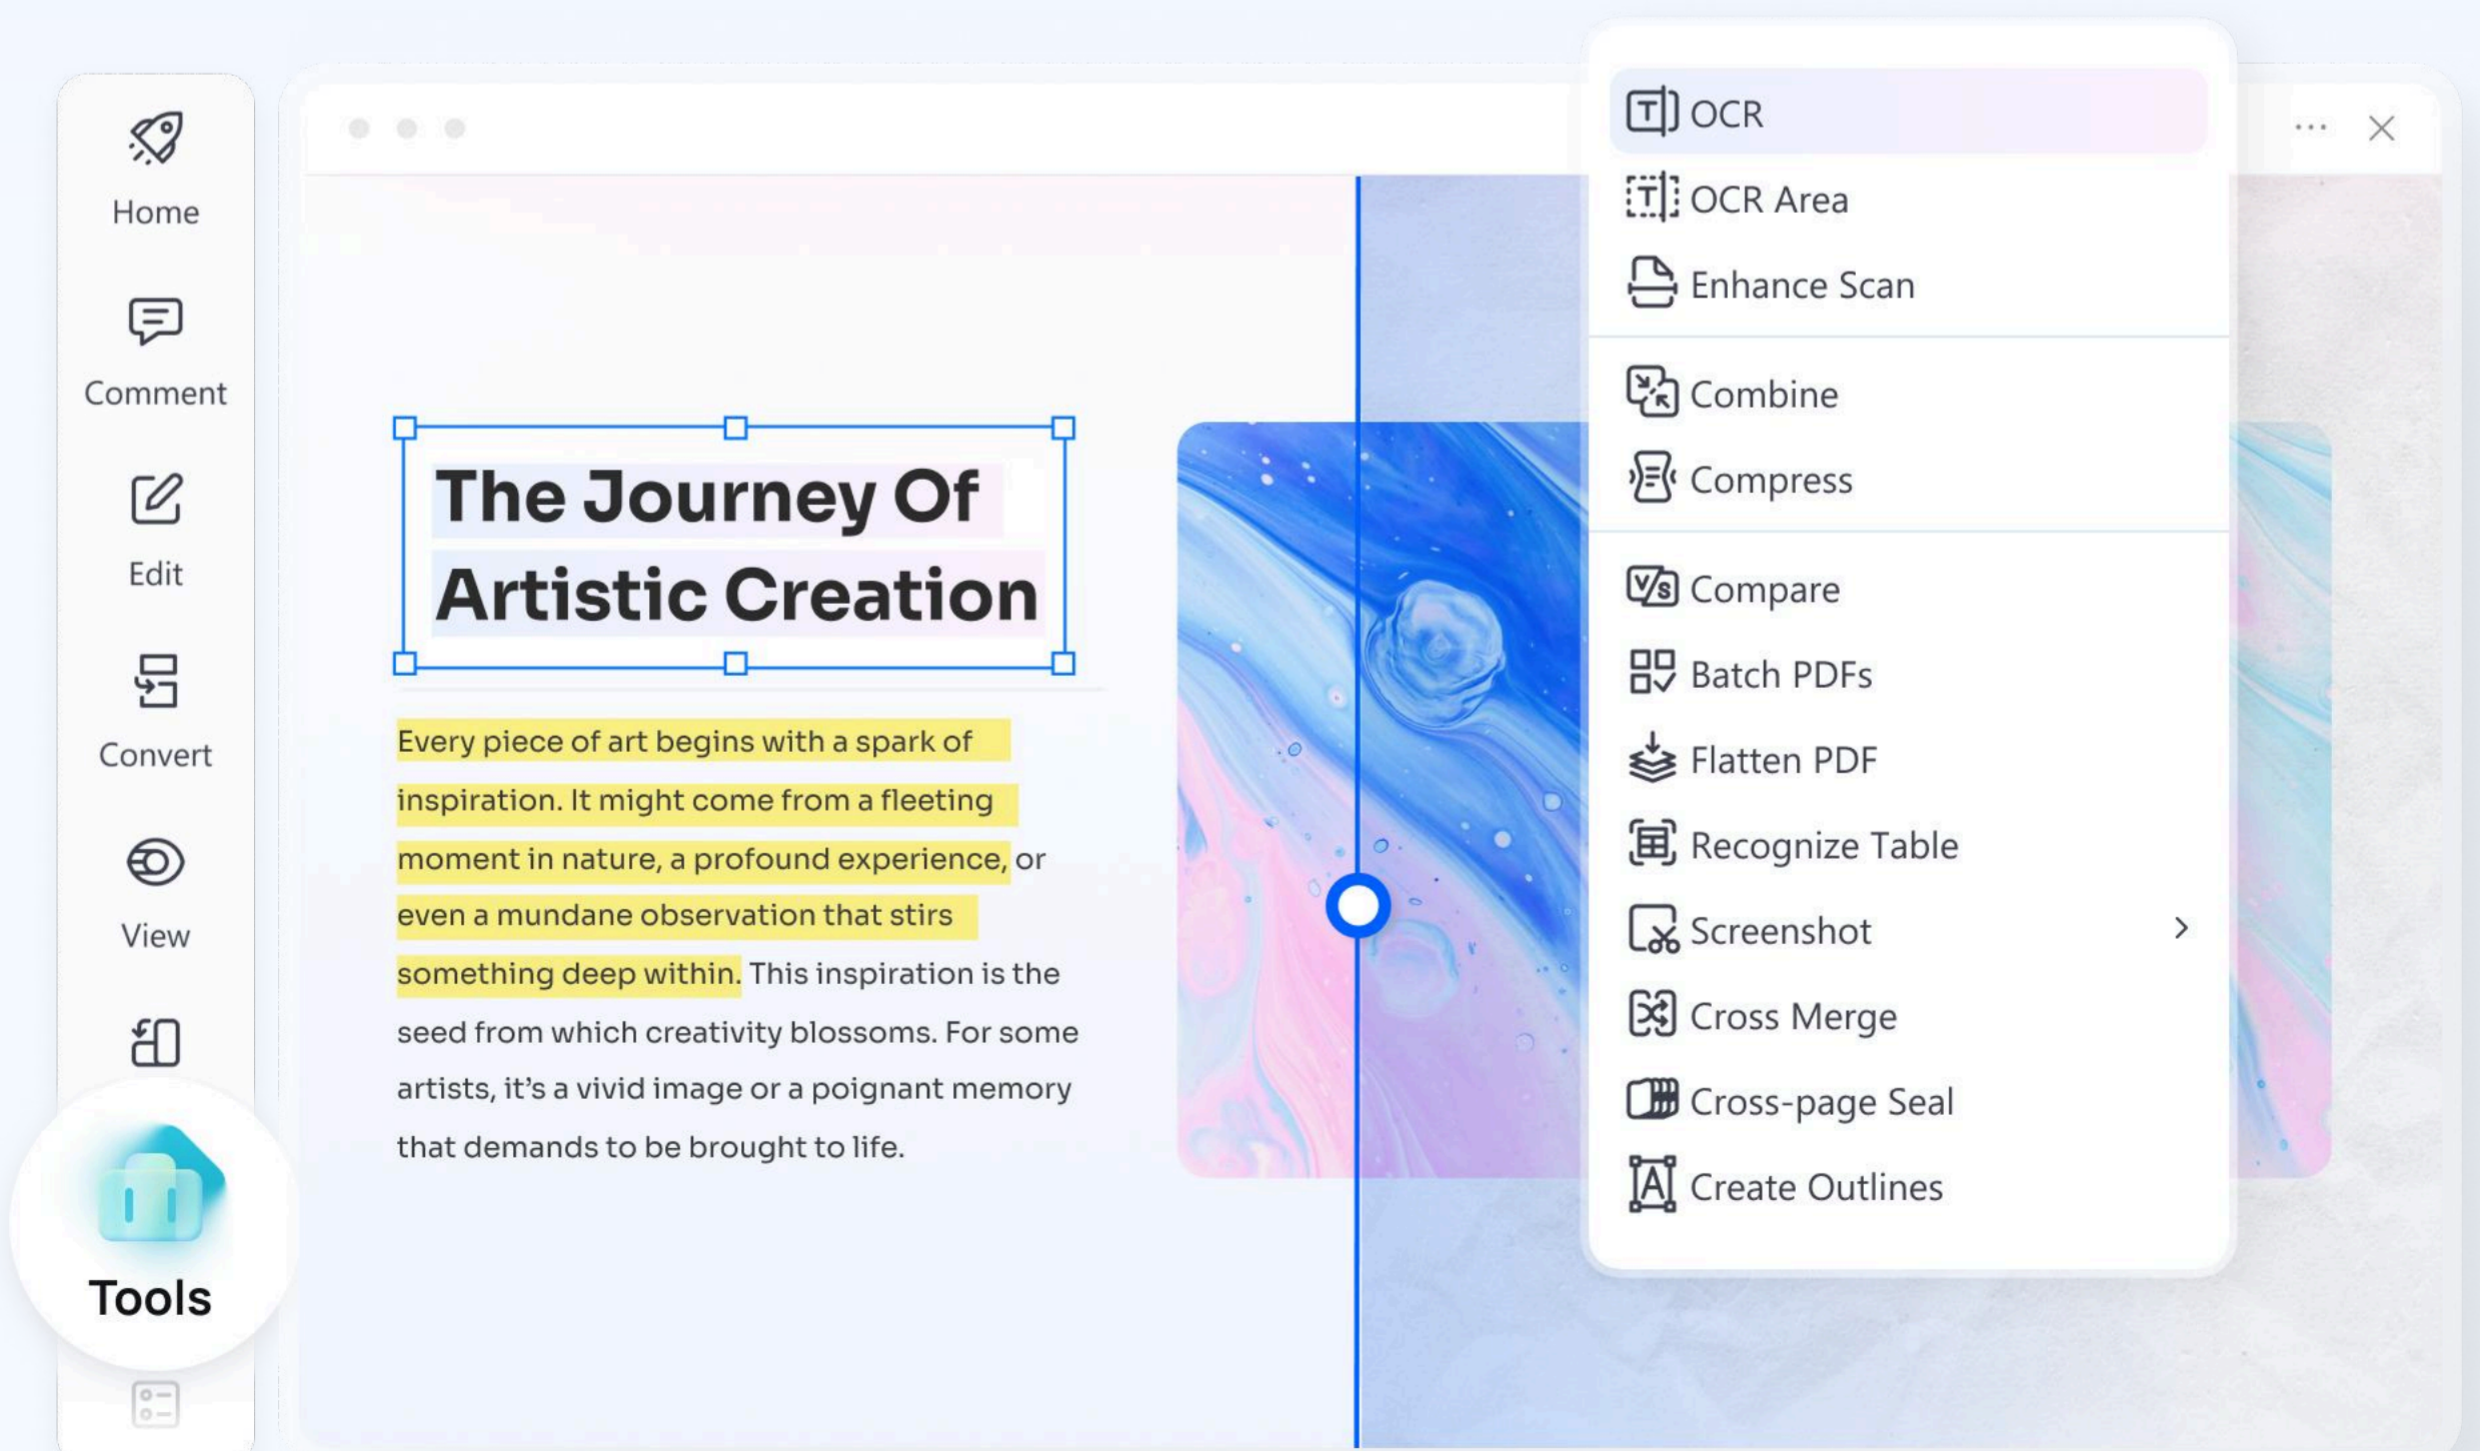 Home
Comment
Edit
Convert
View
Tools
The Journey Of
Artistic Creation
Every piece of art begins with a spark of
inspiration. It might come from a fleeting
moment in nature, a profound experience, or
even a mundane observation that stirs
something deep within. This inspiration is the
seed from which creativity blossoms. For some
artists, it’s a vivid image or a poignant memory
that demands to be brought to life.
OCR
OCR Area
Enhance Scan
Combine
Compress
Compare
Batch PDFs
Flatten PDF
Recognize Table
Screenshot
Cross Merge
Cross-page Seal
Create Outlines